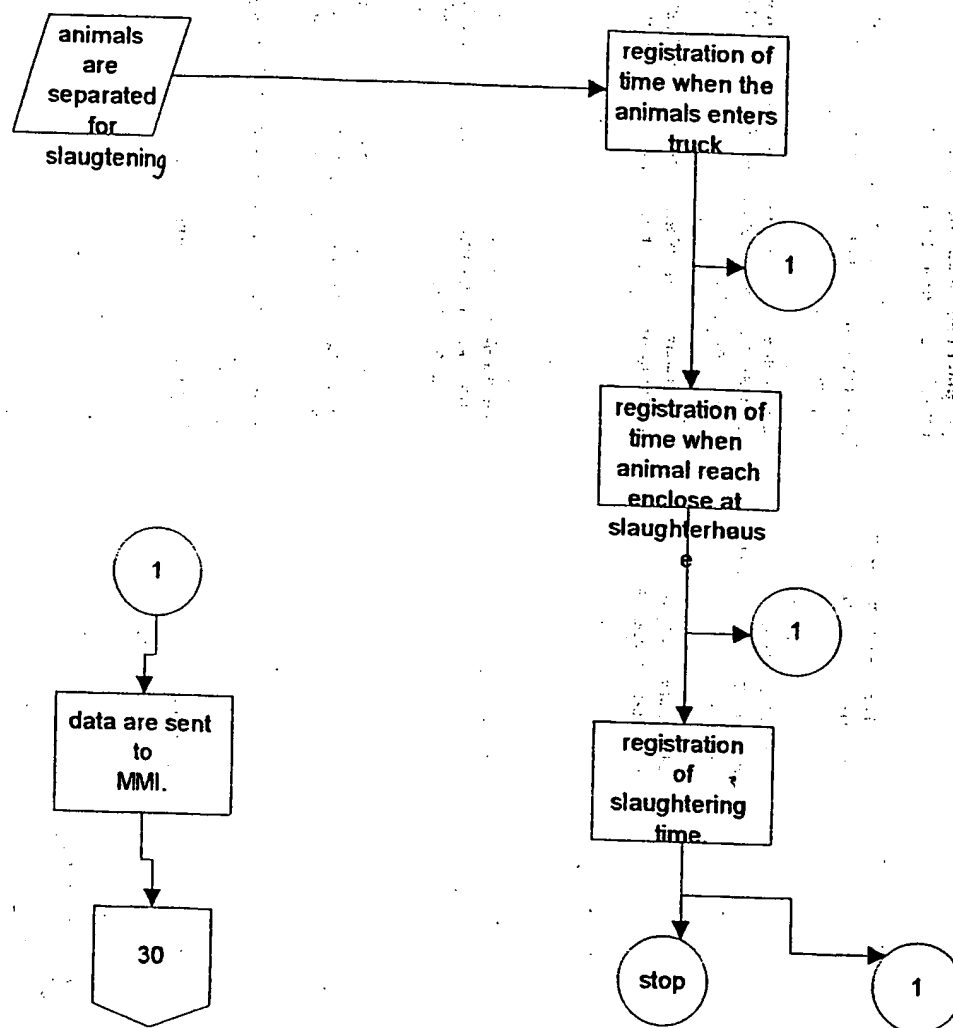 animals
are
separated
for
slaugtening
registration of
time when the
animals enters
truck
1
registration of
time when
animal reach
enclose at
slaughterhaus
e
1
1
data are sent
to
MMI.
registration
of
slaughtering
time.
30
stop
1